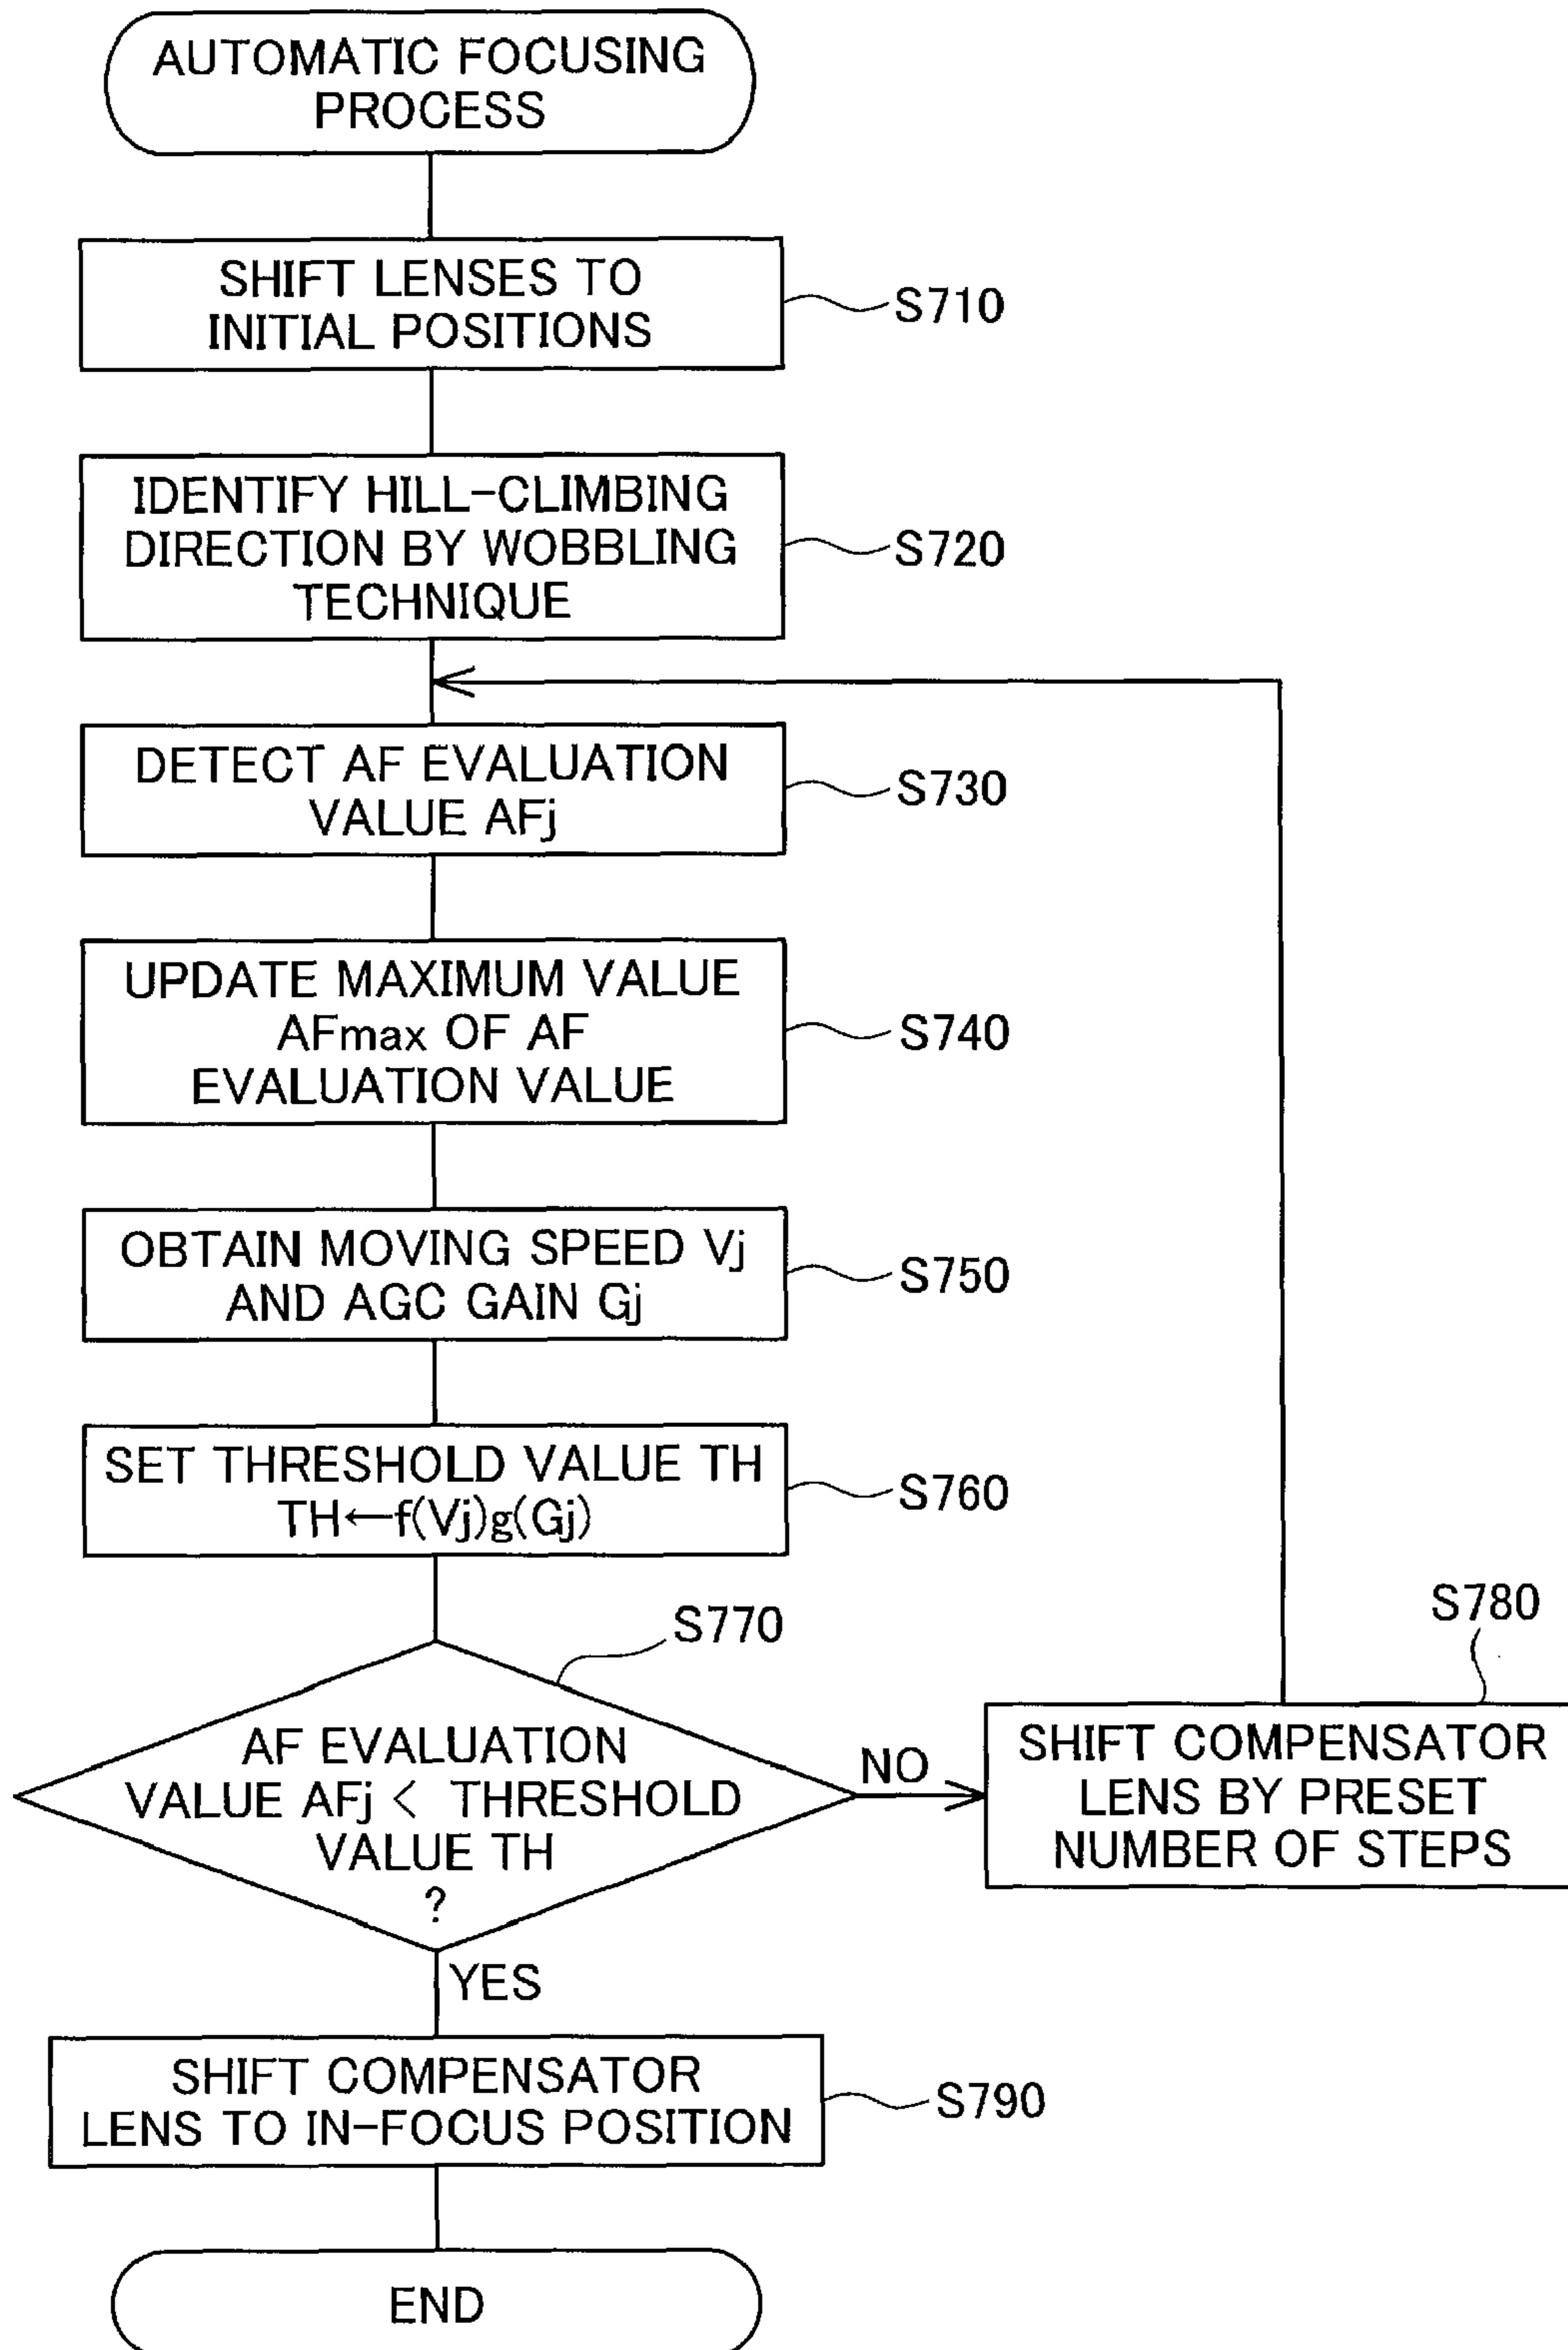 AUTOMATIC FOCUSING
PROCESS
SHIFT LENSES TO
INITIAL POSITIONS
S710
IDENTIFY HILL-CLIMBING
DIRECTION BY WOBBLING
TECHNIQUE
S720
DETECT AF EVALUATION
VALUE AFj
S730
UPDATE MAXIMUM VALUE
AFmax OF AF
EVALUATION VALUE
S740
OBTAIN MOVING SPEED Vj
AND AGC GAIN Gj
S750
SET THRESHOLD VALUE TH
TH←f(Vj)g(Gj)
S760
S770
AF EVALUATION
VALUE AFj < THRESHOLD
VALUE TH
?
NO
S780
SHIFT COMPENSATOR
LENS BY PRESET
NUMBER OF STEPS
YES
SHIFT COMPENSATOR
LENS TO IN-FOCUS POSITION
S790
END